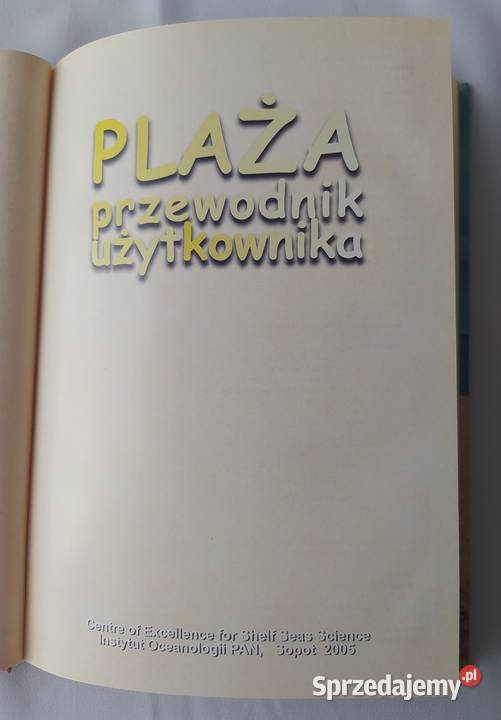 PLAŻA
przewodnik
użytkownika
Centre of Excellence for Shelf Seas Science
Instytut Oceanologii PAN, Sopot 2005
Sprzedajemy.pl